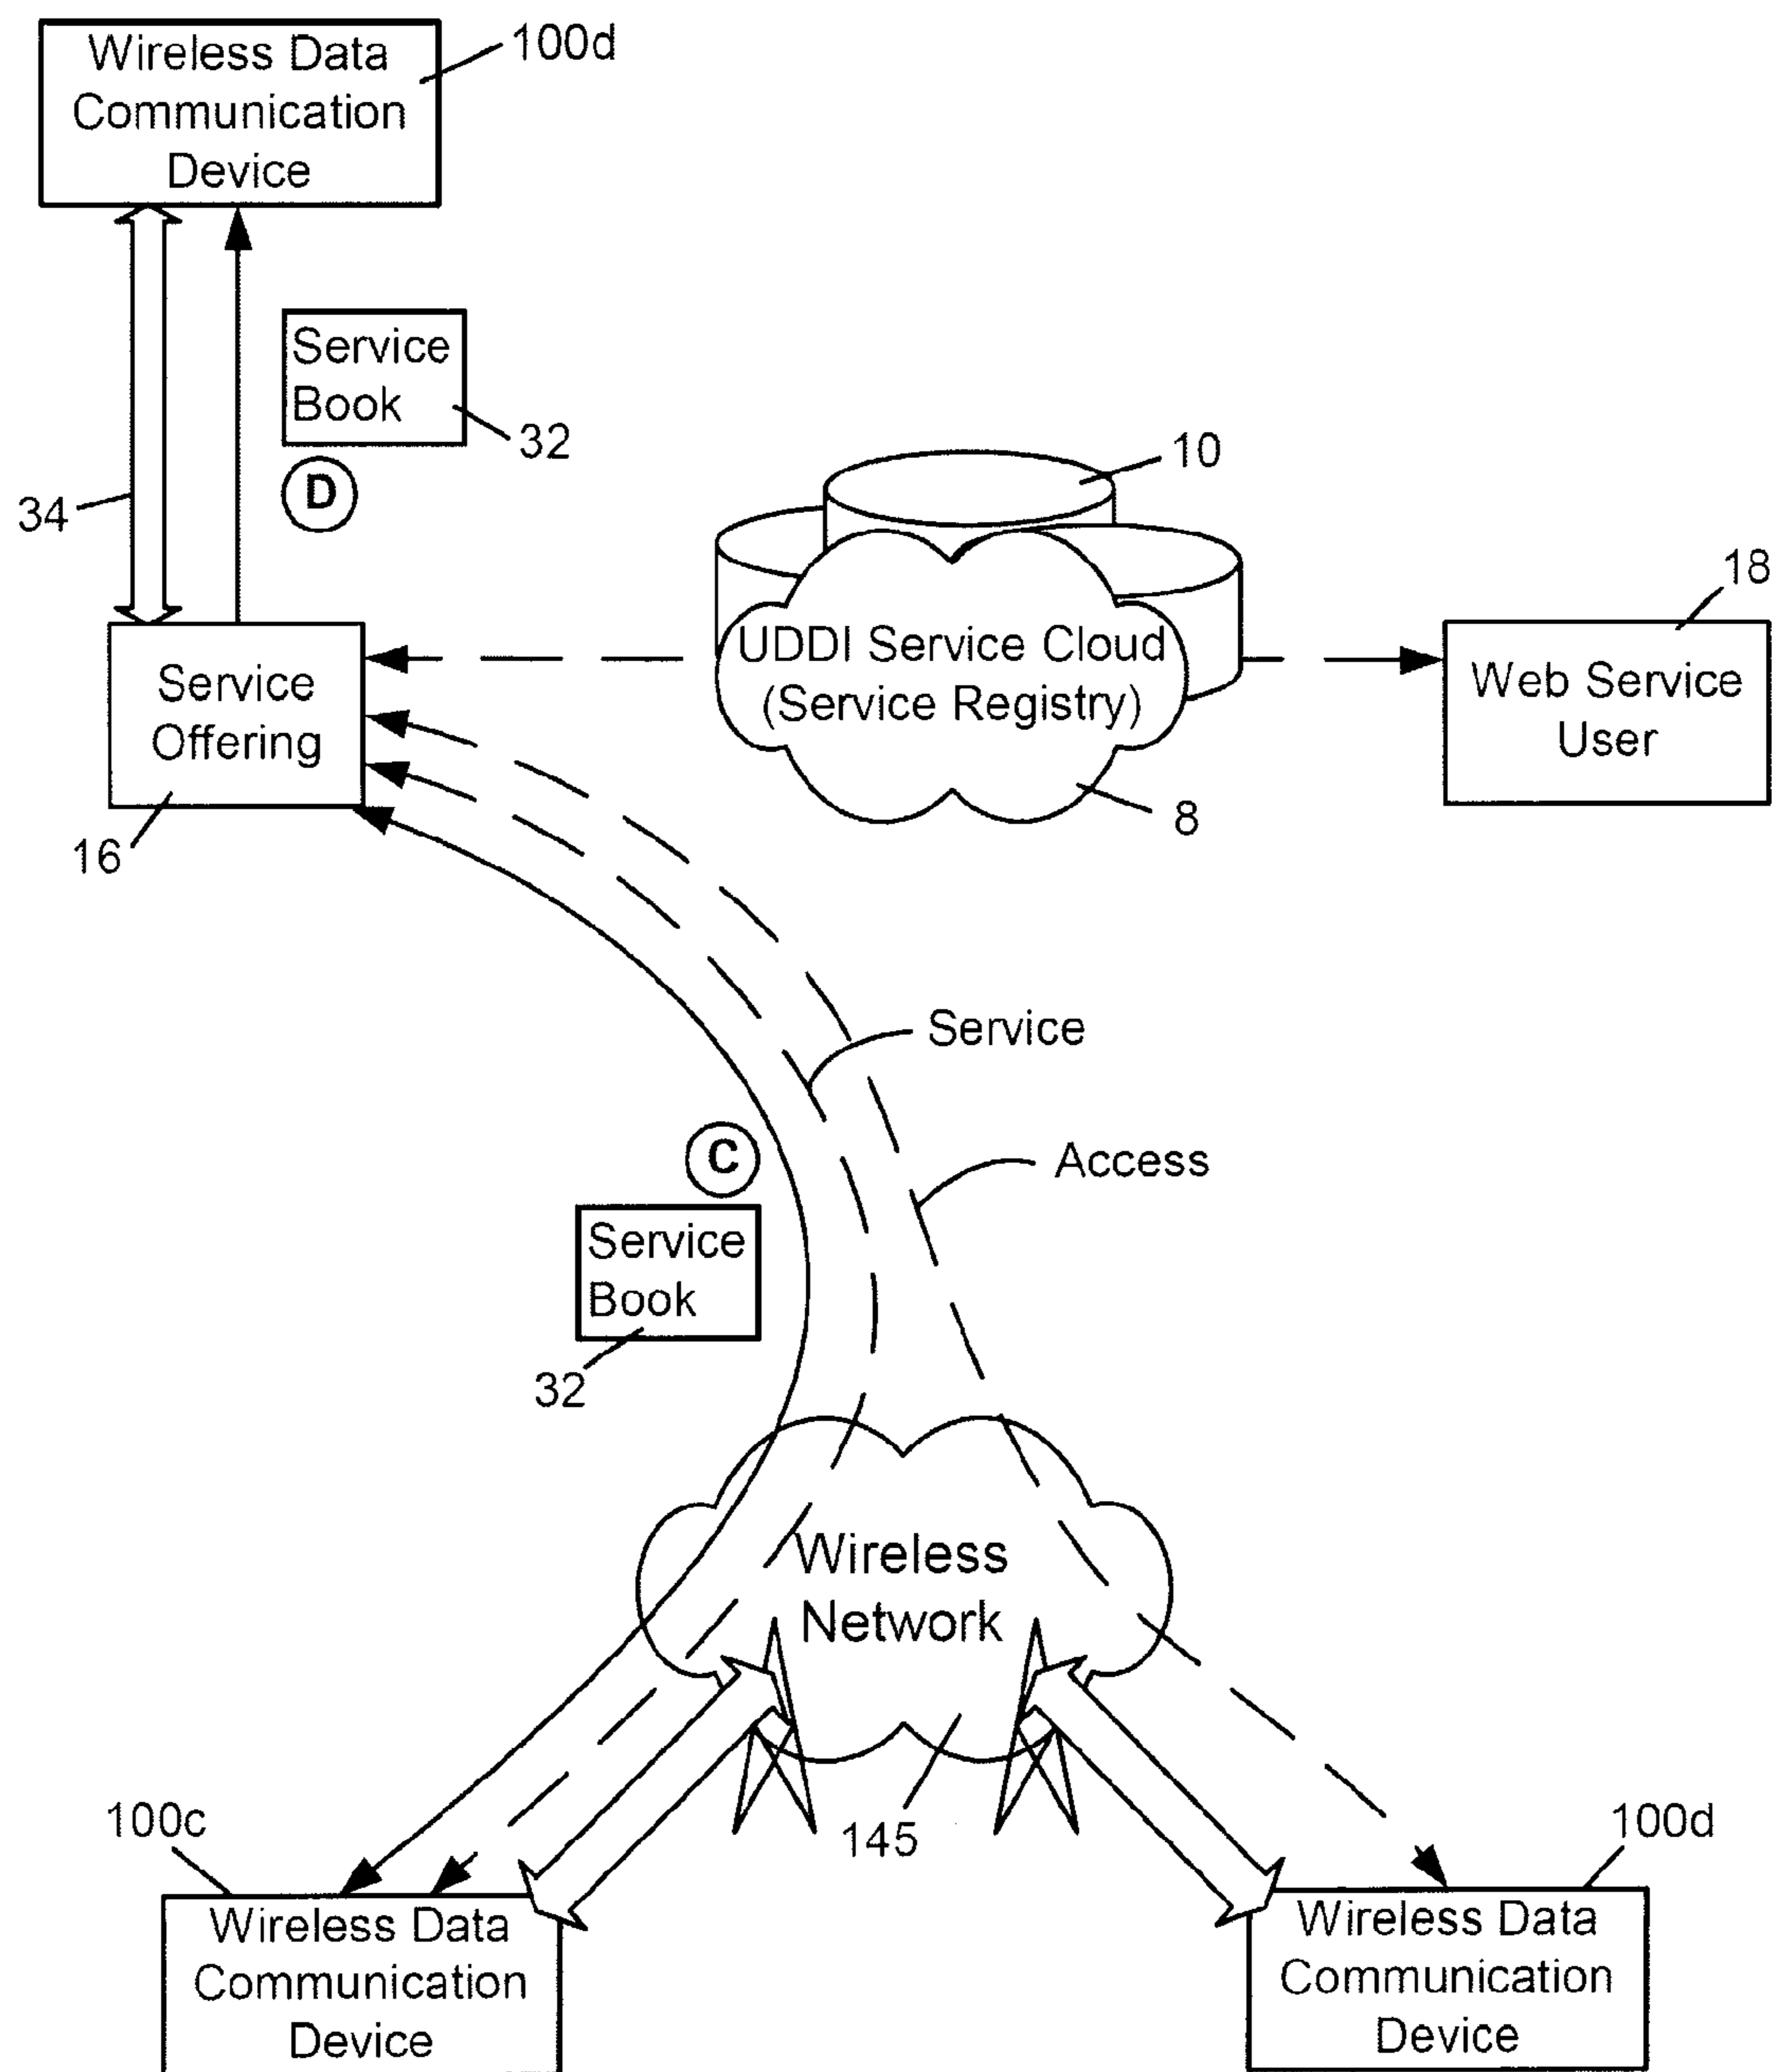 Wireless Data
Communication
Device
100d
Service
Book
32
D
34
10
18
UDDI Service Cloud
(Service Registry)
Web Service
User
Service
Offering
8
16
Service
C
Access
Service
Book
32
Wireless
Network
100c
145
100d
Wireless Data
Communication
Device
Wireless Data
Communication
Device